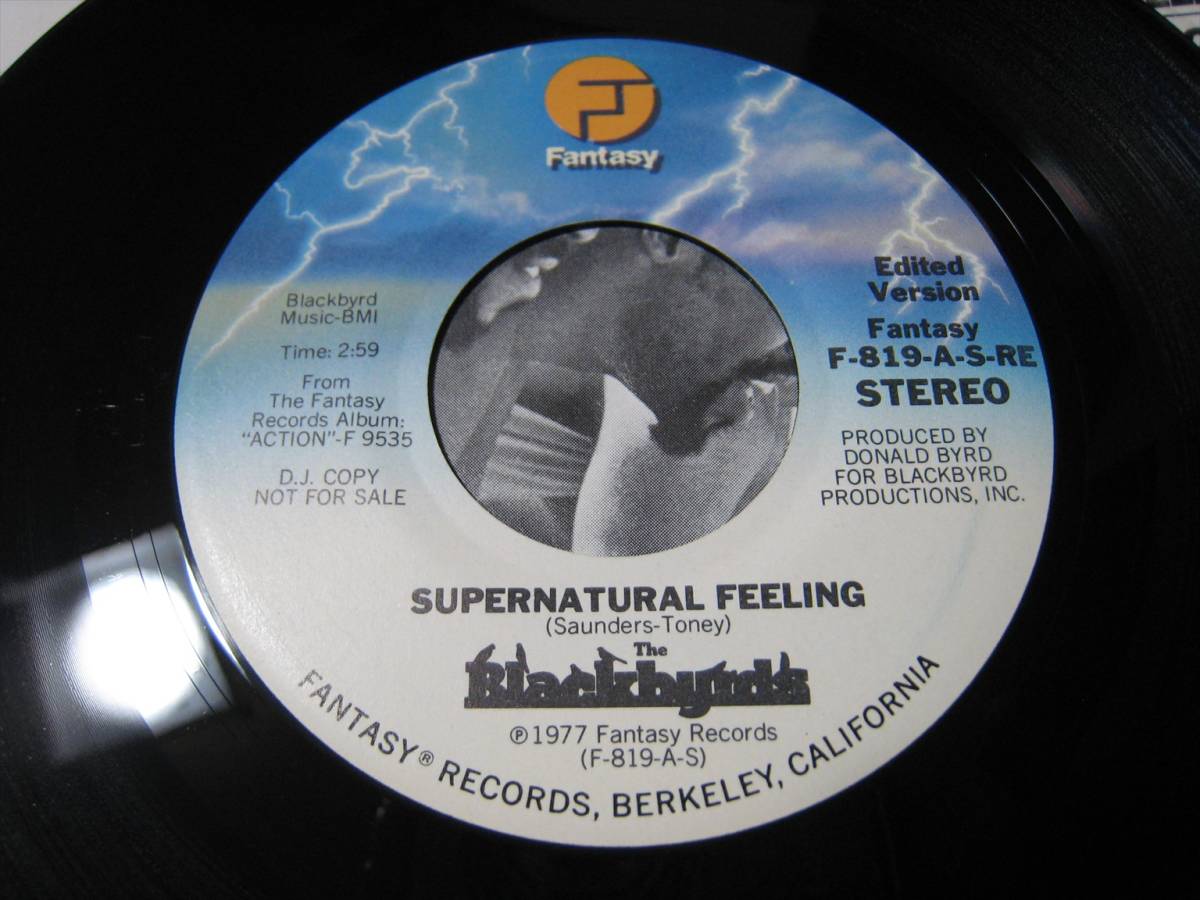 Fantasy
Blackbyrd
Music-BMI
Time: 2:59
From
The Fantasy
Records Album:
"ACTION"-F 9535
D.J. COPY
NOT FOR SALE
Edited
Version
Fantasy
F-819-A-S-RE
STEREO
PRODUCED BY
DONALD BYRD
FOR BLACKBYRD
PRODUCTIONS, INC.
SUPERNATURAL FEELING
(Saunders-Toney)
The
Blackbyrds
℗1977 Fantasy Records
(F-819-A-S)
FANTASY® RECORDS, BERKELEY, CALIFORNIA